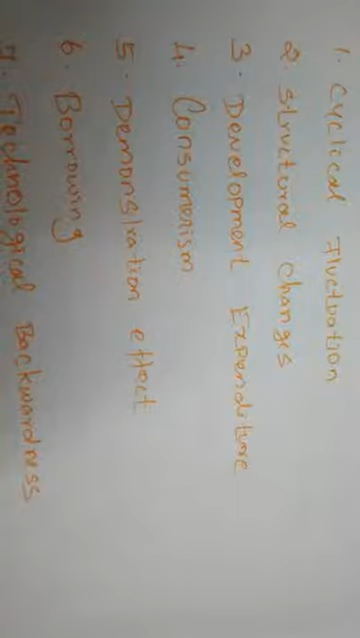 1. Cyclical Fluctuation
2. Structural Changes
3. Development Expenditure
4. Consumerism
5. Demonstration effect
6. Borrowing
7. Technological Backwardness